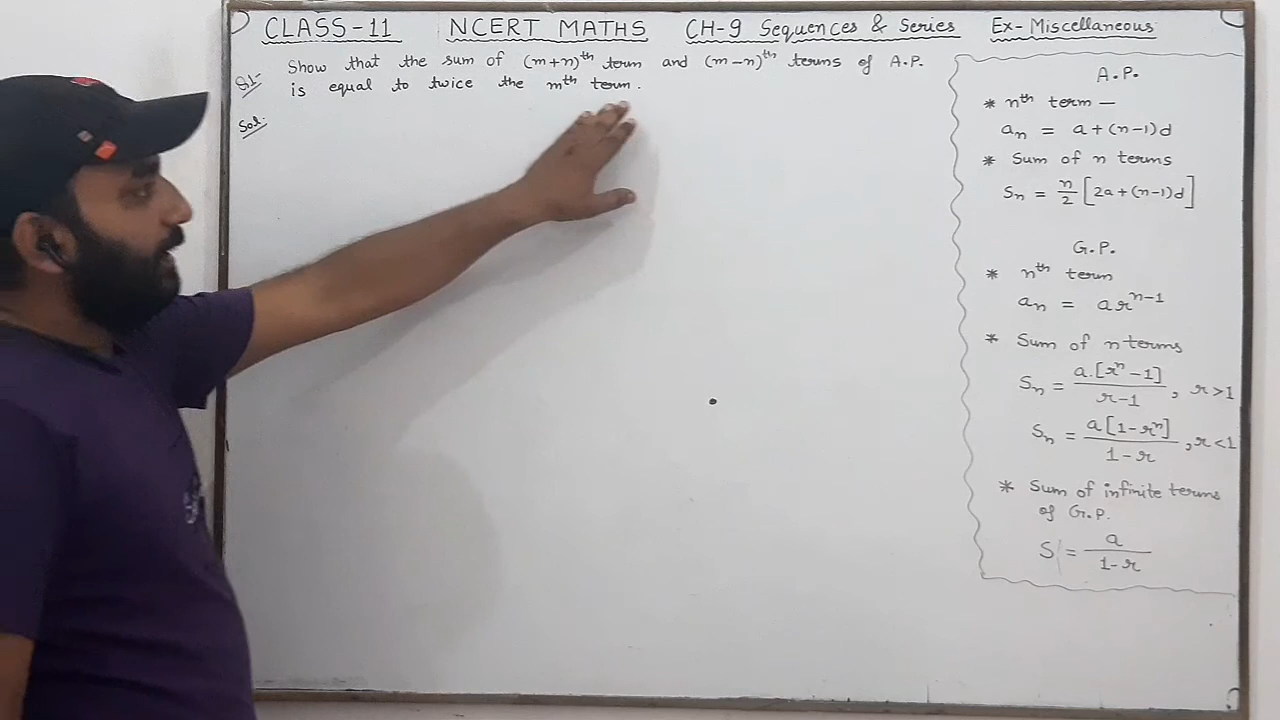 CLASS-11 NCERT MATHS CH-9 Sequences & Series Ex-Miscellaneous
Q1- Show that the sum of (m+n)th term and (m-n)th terms of A.P.
is equal to twice the mth term.
Sol:
A.P.
* nth term —
an = a+(n-1)d
* Sum of n terms
Sn = n/2 [2a+(n-1)d]
G.P.
* nth term
an = ar^n-1
* Sum of n terms
Sn = a.[r^n-1]/r-1, r>1
Sn = a[1-r^n]/1-r, r<1
* Sum of infinite terms
of G.P.
S = a/1-r